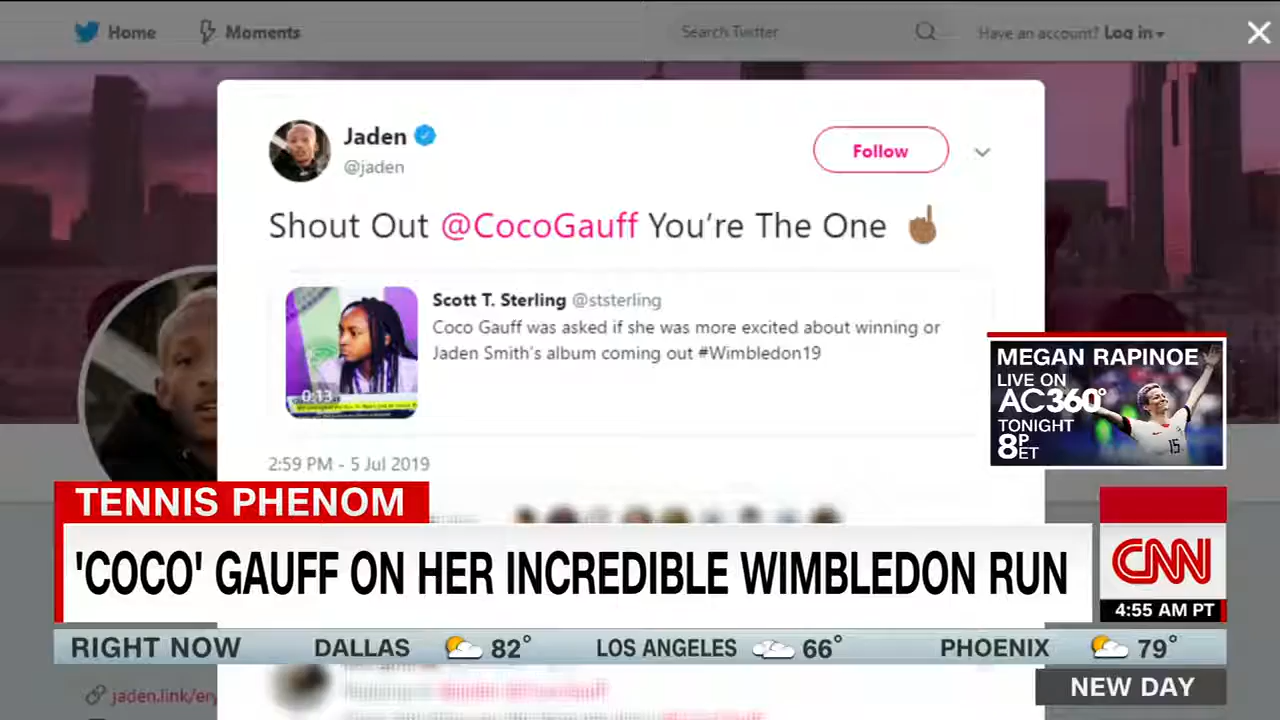 Home
Moments
Search Twitter
Have an account? Log in
Jaden
@jaden
Follow
Shout Out @CocoGauff You're The One ☝🏾
Scott T. Sterling @ststerling
Coco Gauff was asked if she was more excited about winning or
Jaden Smith's album coming out #Wimbledon19
0:13
2:59 PM - 5 Jul 2019
MEGAN RAPINOE
LIVE ON
AC360°
TONIGHT
8P ET
15
TENNIS PHENOM
'COCO' GAUFF ON HER INCREDIBLE WIMBLEDON RUN
CNN
4:55 AM PT
RIGHT NOW DALLAS 82° LOS ANGELES 66° PHOENIX 79°
jaden.link/ery
NEW DAY